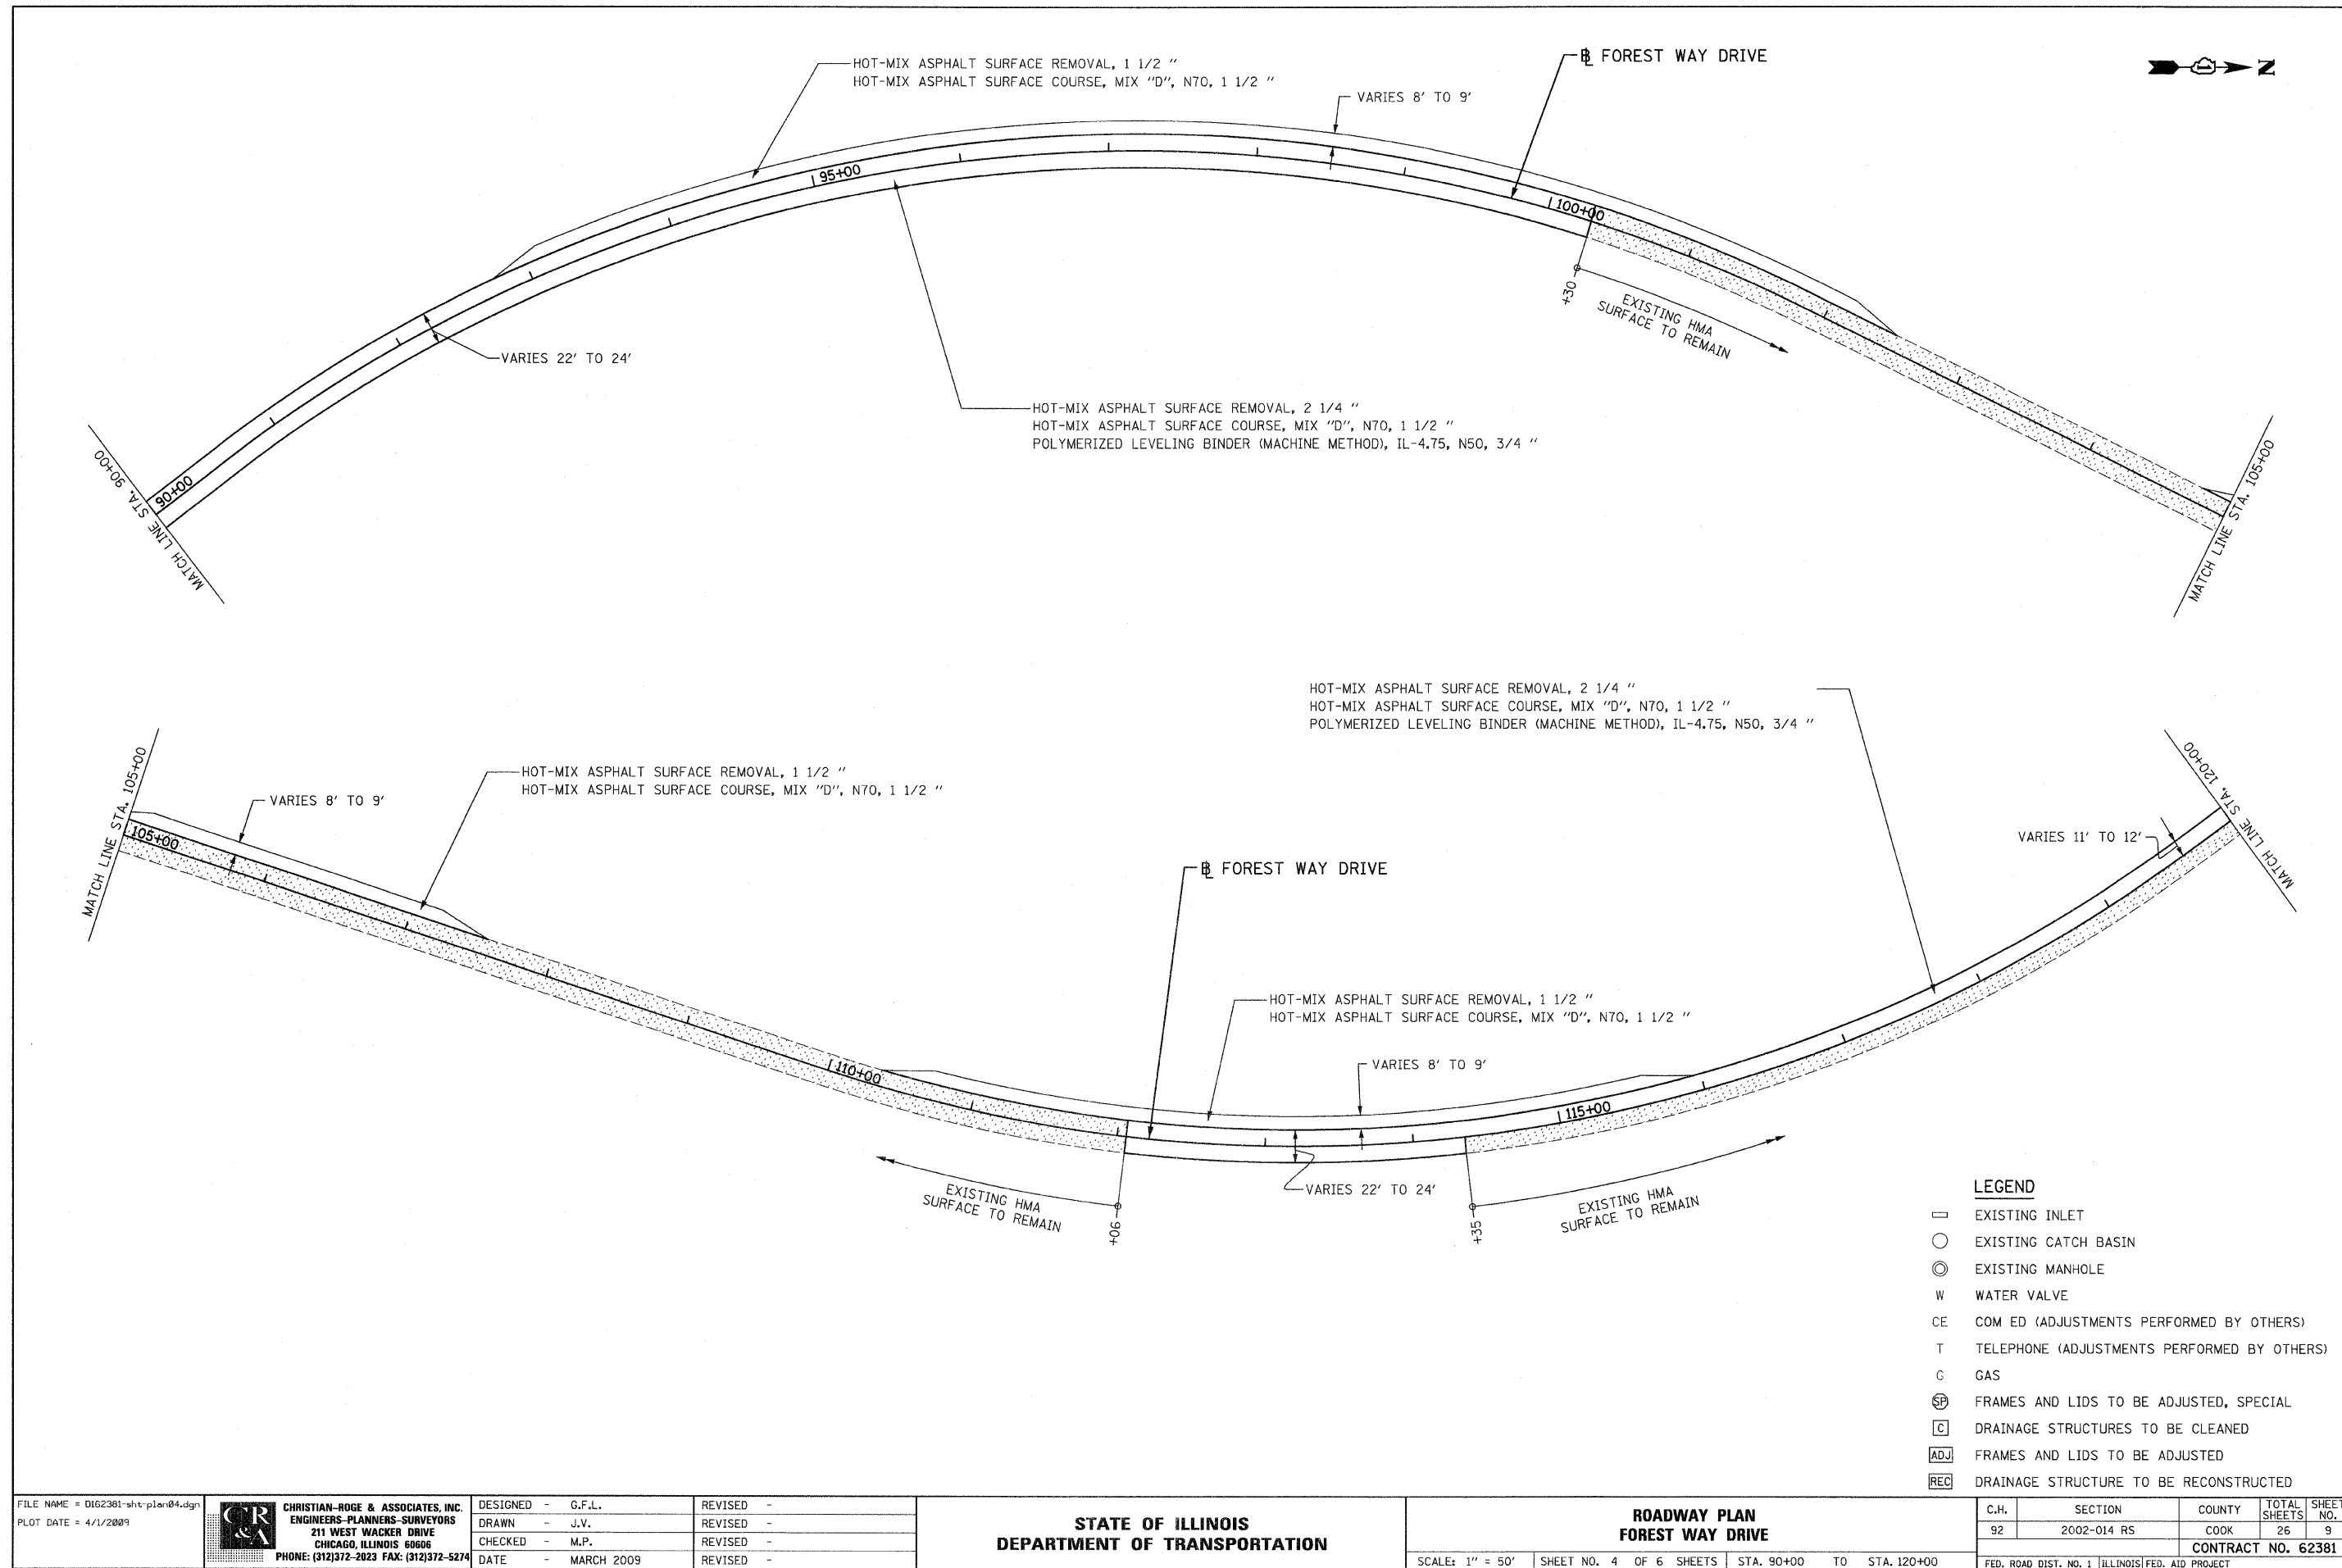 HOT-MIX ASPHALT SURFACE REMOVAL, 1 1/2 "
HOT-MIX ASPHALT SURFACE COURSE, MIX "D", N70, 1 1/2 "
VARIES 8' TO 9'
℄ FOREST WAY DRIVE
N
95+00
100+00
+30
EXISTING HMA
SURFACE TO REMAIN
VARIES 22' TO 24'
HOT-MIX ASPHALT SURFACE REMOVAL, 2 1/4 "
HOT-MIX ASPHALT SURFACE COURSE, MIX "D", N70, 1 1/2 "
POLYMERIZED LEVELING BINDER (MACHINE METHOD), IL-4.75, N50, 3/4 "
90+00
MATCH LINE STA. 90+00
MATCH LINE STA. 105+00
HOT-MIX ASPHALT SURFACE REMOVAL, 2 1/4 "
HOT-MIX ASPHALT SURFACE COURSE, MIX "D", N70, 1 1/2 "
POLYMERIZED LEVELING BINDER (MACHINE METHOD), IL-4.75, N50, 3/4 "
MATCH LINE STA. 105+00
105+00
VARIES 8' TO 9'
HOT-MIX ASPHALT SURFACE REMOVAL, 1 1/2 "
HOT-MIX ASPHALT SURFACE COURSE, MIX "D", N70, 1 1/2 "
MATCH LINE STA. 120+00
VARIES 11' TO 12'
℄ FOREST WAY DRIVE
HOT-MIX ASPHALT SURFACE REMOVAL, 1 1/2 "
HOT-MIX ASPHALT SURFACE COURSE, MIX "D", N70, 1 1/2 "
VARIES 8' TO 9'
110+00
115+00
EXISTING HMA
SURFACE TO REMAIN
+06
VARIES 22' TO 24'
+35
EXISTING HMA
SURFACE TO REMAIN
LEGEND
EXISTING INLET
EXISTING CATCH BASIN
EXISTING MANHOLE
W WATER VALVE
CE COM ED (ADJUSTMENTS PERFORMED BY OTHERS)
T TELEPHONE (ADJUSTMENTS PERFORMED BY OTHERS)
G GAS
SP FRAMES AND LIDS TO BE ADJUSTED, SPECIAL
C DRAINAGE STRUCTURES TO BE CLEANED
ADJ FRAMES AND LIDS TO BE ADJUSTED
REC DRAINAGE STRUCTURE TO BE RECONSTRUCTED
FILE NAME = D162381-sht-plan04.dgn
PLOT DATE = 4/1/2009
CR & A
CHRISTIAN-ROGE & ASSOCIATES, INC.
ENGINEERS-PLANNERS-SURVEYORS
211 WEST WACKER DRIVE
CHICAGO, ILLINOIS 60606
PHONE: (312)372-2023 FAX: (312)372-5274
DESIGNED - G.F.L.
DRAWN - J.V.
CHECKED - M.P.
DATE - MARCH 2009
REVISED -
REVISED -
REVISED -
REVISED -
STATE OF ILLINOIS
DEPARTMENT OF TRANSPORTATION
ROADWAY PLAN
FOREST WAY DRIVE
SCALE: 1" = 50' SHEET NO. 4 OF 6 SHEETS STA. 90+00 TO STA. 120+00
C.H. SECTION COUNTY TOTAL SHEETS SHEET NO.
92 2002-014 RS COOK 26 9
CONTRACT NO. 62381
FED. ROAD DIST. NO. 1 ILLINOIS FED. AID PROJECT